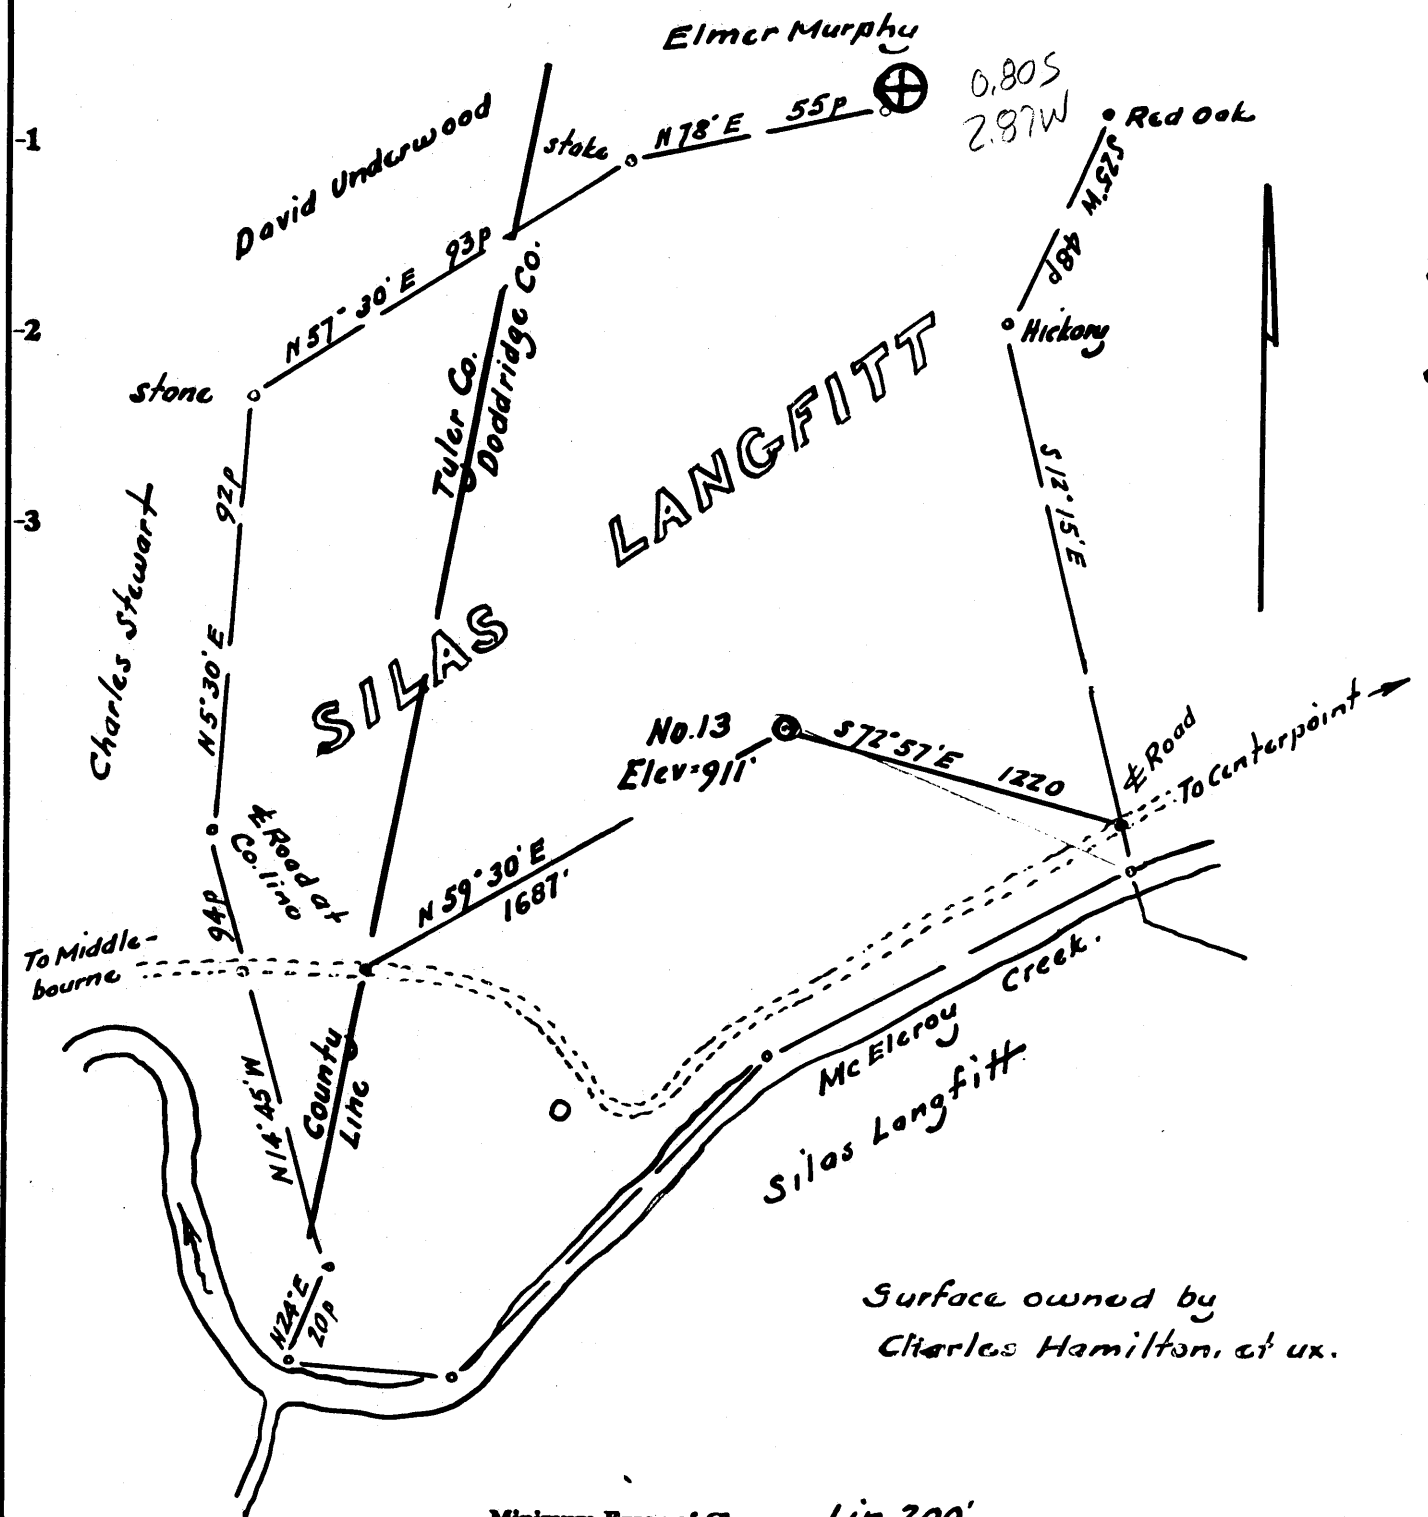 Elmer Murphy
0.80S
2.87W
-1
-2
-3
David Underwood
stake
N 78° E 55p
Red Oak
S25°W 48p
Hickory
N 57° 30' E 93p
stone
Tyler Co.
Doddridge Co.
LANGFITT
SILAS
92p
N 5° 30' E
Charles Stewart
S 12° 15' E
No. 13
Elev = 911'
S 72° 57' E 1220
℄ Road
To Centerpoint
℄ Road at
Co. line
N 59° 30' E
1687'
94p
To Middle-
bourne
N 14° 45' W
County
Line
McElroy Creek.
Silas Langfitt
N24°E
20p
Surface owned by
Charles Hamilton, et ux.
200'